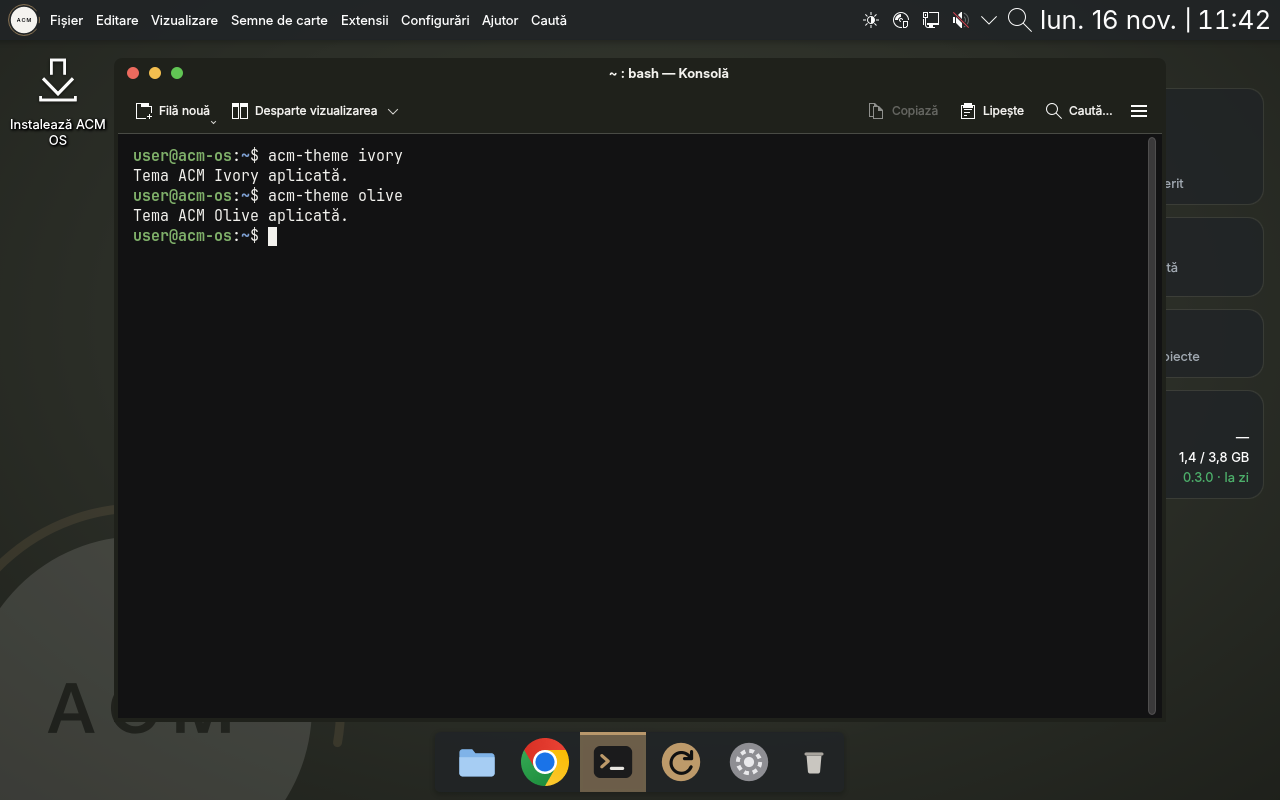 ACM Fișier Editare Vizualizare Semne de carte Extensii Configurări Ajutor Caută lun. 16 nov. | 11:42
Instalează ACM
OS
~ : bash — Konsolă
Filă nouă Desparte vizualizarea Copiază Lipește Caută...
user@acm-os:~$ acm-theme ivory
Tema ACM Ivory aplicată.
user@acm-os:~$ acm-theme olive
Tema ACM Olive aplicată.
user@acm-os:~$
erit
tă
oiecte
—
1,4 / 3,8 GB
0.3.0 · la zi
ACM